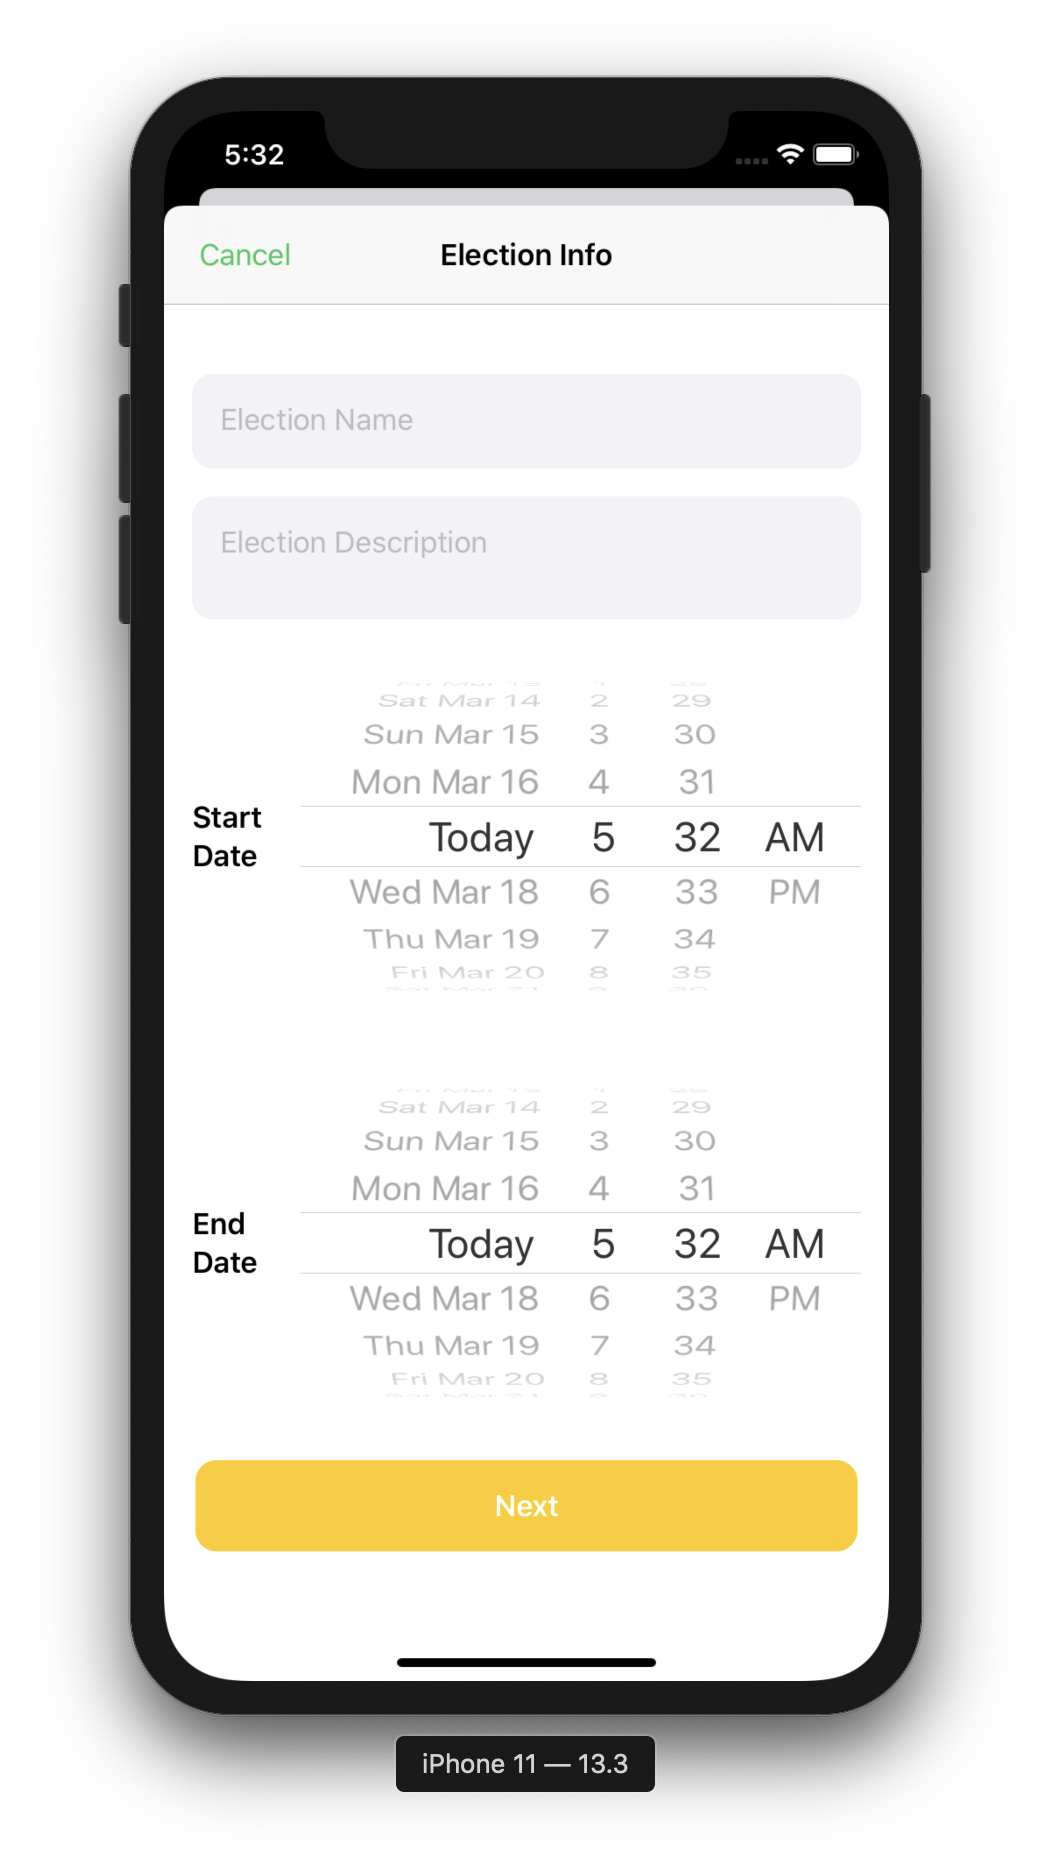 5:32
Cancel Election Info
Election Name
Election Description
Sat Mar 14 2 29
Sun Mar 15 3 30
Mon Mar 16 4 31
Start
Date
Today 5 32 AM
Wed Mar 18 6 33 PM
Thu Mar 19 7 34
Fri Mar 20 8 35
Sat Mar 14 2 29
Sun Mar 15 3 30
Mon Mar 16 4 31
End
Date
Today 5 32 AM
Wed Mar 18 6 33 PM
Thu Mar 19 7 34
Fri Mar 20 8 35
Next
iPhone 11 — 13.3